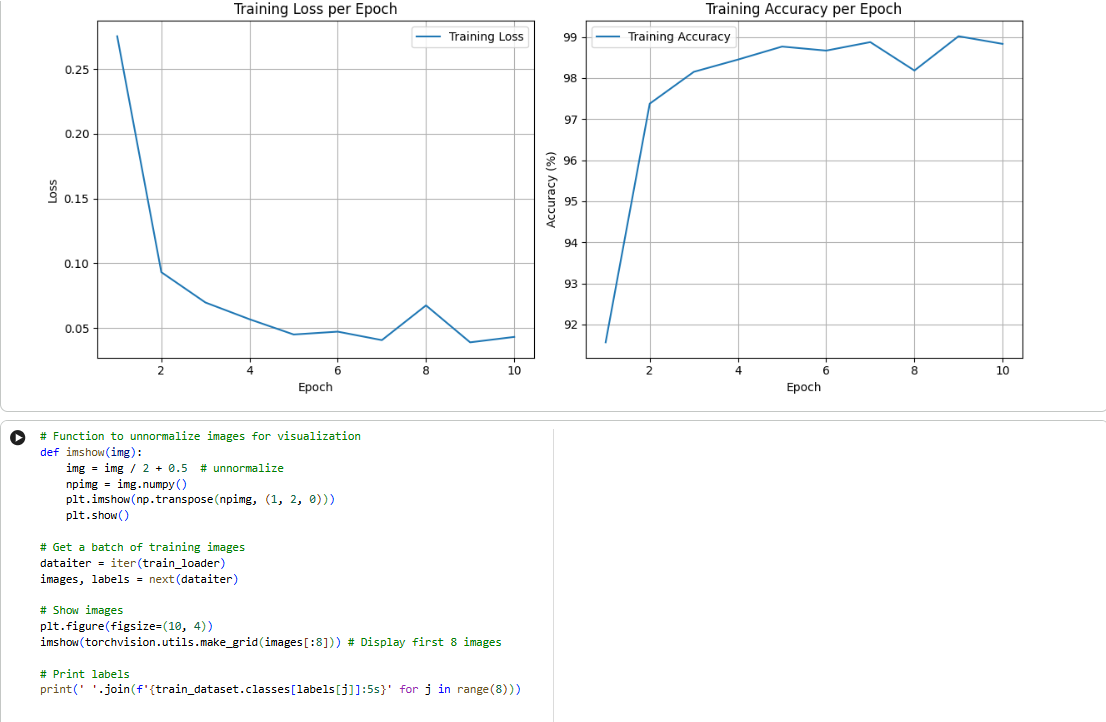 Training Loss per Epoch
Training Loss
0.25
0.20
0.15
0.10
0.05
Loss
2 4 6 8 10
Epoch
Training Accuracy per Epoch
Training Accuracy
99
98
97
96
95
94
93
92
Accuracy (%)
2 4 6 8 10
Epoch
# Function to unnormalize images for visualization
def imshow(img):
    img = img / 2 + 0.5  # unnormalize
    npimg = img.numpy()
    plt.imshow(np.transpose(npimg, (1, 2, 0)))
    plt.show()
# Get a batch of training images
dataiter = iter(train_loader)
images, labels = next(dataiter)
# Show images
plt.figure(figsize=(10, 4))
imshow(torchvision.utils.make_grid(images[:8])) # Display first 8 images
# Print labels
print(' '.join(f'{train_dataset.classes[labels[j]]:5s}' for j in range(8)))